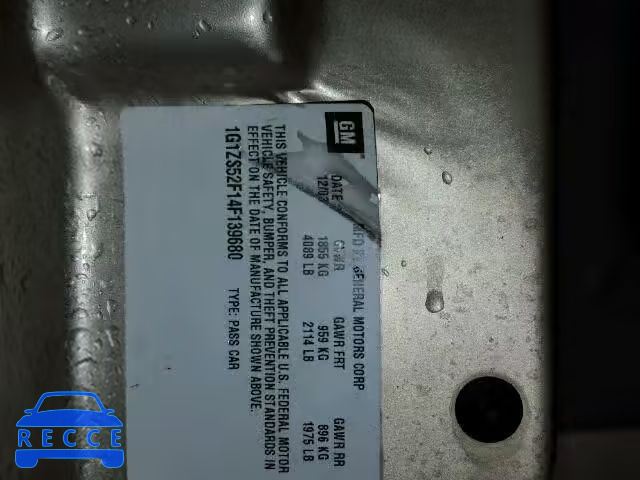 GM
MFD BY GENERAL MOTORS CORP
DATE GVWR GAWR FRT GAWR RR
12/03 1855 KG 959 KG 896 KG
4089 LB 2114 LB 1975 LB
THIS VEHICLE CONFORMS TO ALL APPLICABLE U.S. FEDERAL MOTOR
VEHICLE SAFETY, BUMPER, AND THEFT PREVENTION STANDARDS IN
EFFECT ON THE DATE OF MANUFACTURE SHOWN ABOVE.
1G1ZS52F14F139680 TYPE: PASS CAR
RECCE